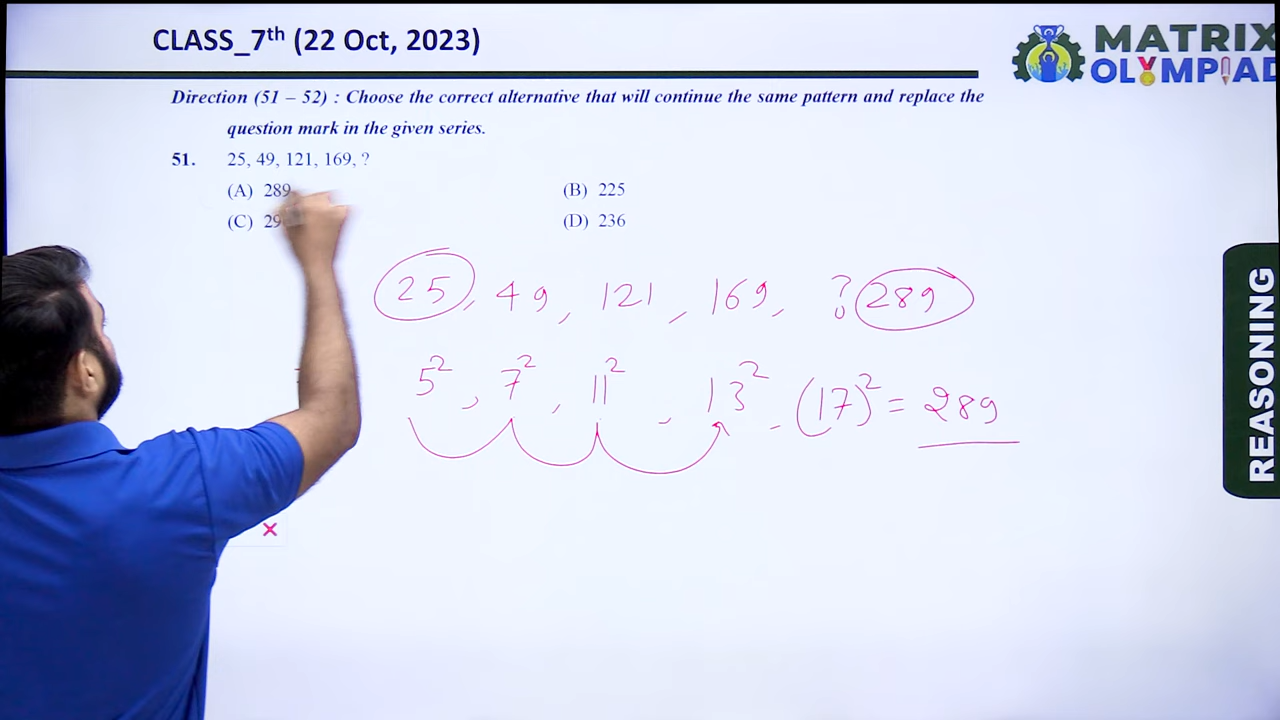 CLASS_7th (22 Oct, 2023)
MATRIX
OLYMPIAD
Direction (51 – 52) : Choose the correct alternative that will continue the same pattern and replace the
question mark in the given series.
51. 25, 49, 121, 169, ?
(A) 289 (B) 225
(C) (D) 236
25, 49, 121, 169, ? 289
5², 7², 11², 13², (17)² = 289
REASONING